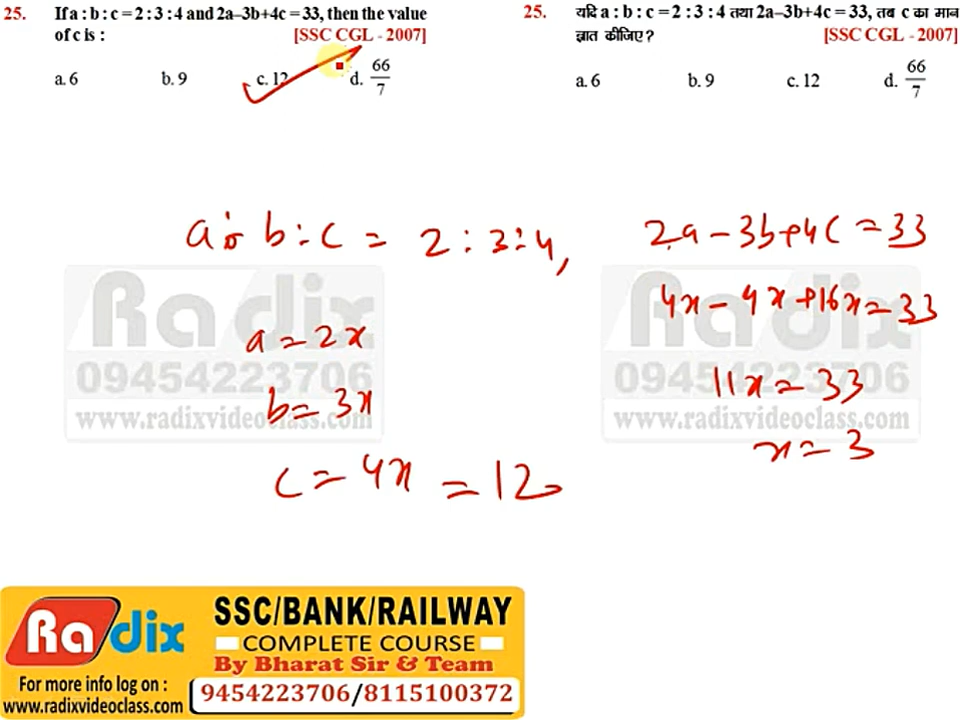 25. If a : b : c = 2 : 3 : 4 and 2a–3b+4c = 33, then the value
of c is : [SSC CGL - 2007]
a. 6 b. 9 c. 12 d. 66/7
25. यदि a : b : c = 2 : 3 : 4 तथा 2a–3b+4c = 33, तब c का मान
ज्ञात कीजिए ? [SSC CGL - 2007]
a. 6 b. 9 c. 12 d. 66/7
a : b : c = 2 : 3 : 4,
a = 2x
b = 3x
c = 4x = 12
2a - 3b + 4c = 33
4x - 9x + 16x = 33
11x = 33
x = 3
Radix
09454223706
www.radixvideoclass.com
Radix
09454223706
www.radixvideoclass.com
Radix
For more info log on :
www.radixvideoclass.com
SSC/BANK/RAILWAY
COMPLETE COURSE
By Bharat Sir & Team
9454223706/8115100372